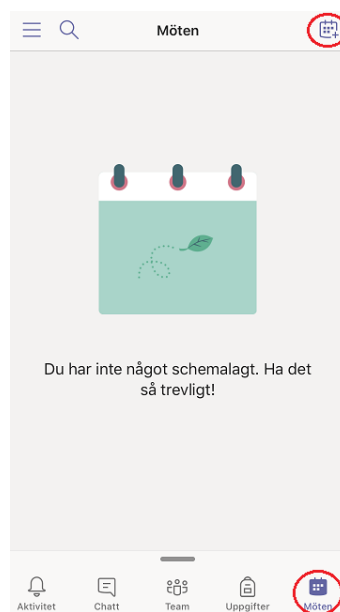 Möten
Du har inte något schemalagt. Ha det
så trevligt!
Aktivitet
Chatt
Team
Uppgifter
Möten